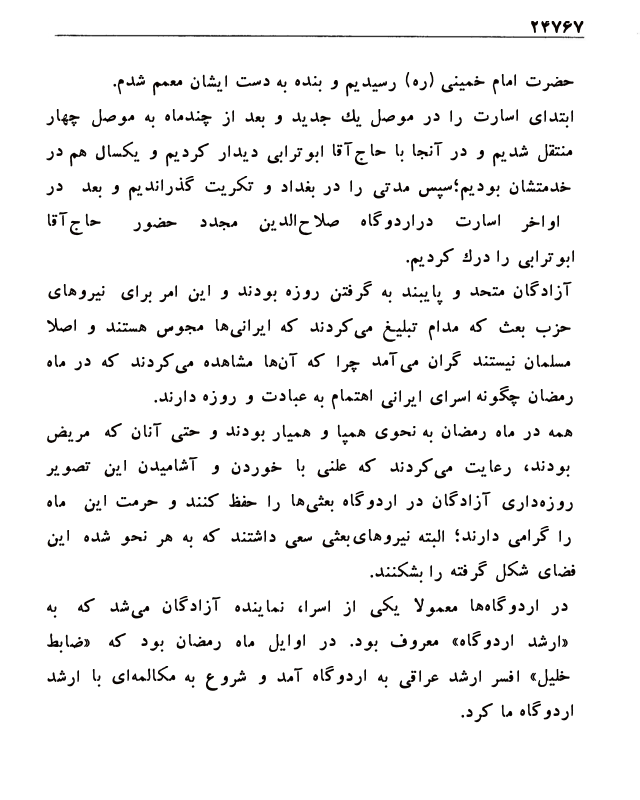 ۲۴۷۶۷
حضرت امام خمینی (ره) رسیدیم و بنده به دست ایشان معمم شدم.
ابتدای اسارت را در موصل یك جدید و بعد از چندماه به موصل چهار
منتقل شدیم و در آنجا با حاج‌آقا ابوترابی دیدار کردیم و یکسال هم در
خدمتشان بودیم؛سپس مدتی را در بغداد و تکریت گذراندیم و بعد در
اواخر اسارت دراردوگاه صلاح‌الدین مجدد حضور حاج‌آقا
ابوترابی را درك کردیم.
آزادگان متحد و پایبند به گرفتن روزه بودند و این امر برای نیروهای
حزب بعث که مدام تبلیغ می‌کردند که ایرانی‌ها مجوس هستند و اصلا
مسلمان نیستند گران می‌آمد چرا که آن‌ها مشاهده می‌کردند که در ماه
رمضان چگونه اسرای ایرانی اهتمام به عبادت و روزه دارند.
همه در ماه رمضان به نحوی همپا و همیار بودند و حتی آنان که مریض
بودند، رعایت می‌کردند که علنی با خوردن و آشامیدن این تصویر
روزه‌داری آزادگان در اردوگاه بعثی‌ها را حفظ کنند و حرمت این ماه
را گرامی دارند؛ البته نیروهای‌بعثی سعی داشتند که به هر نحو شده این
فضای شکل گرفته را بشکنند.
در اردوگاه‌ها معمولا یکی از اسرا، نماینده آزادگان می‌شد که به
«ارشد اردوگاه» معروف بود. در اوایل ماه رمضان بود که «ضابط
خلیل» افسر ارشد عراقی به اردوگاه آمد و شروع به مکالمه‌ای با ارشد
اردوگاه ما کرد.